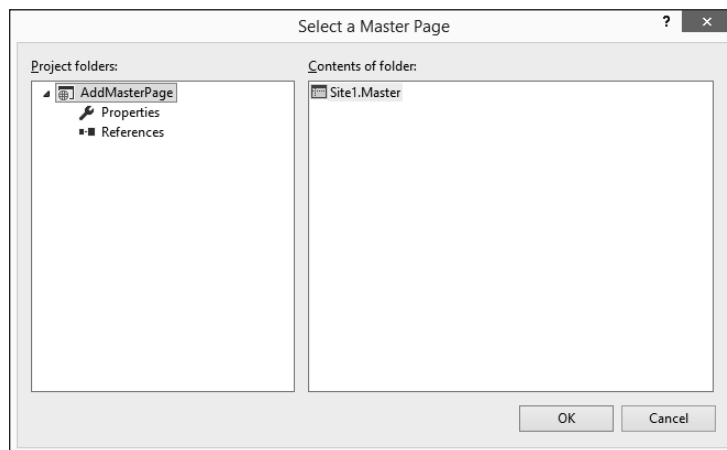 Select a Master Page
?
Project folders:
Contents of folder:
AddMasterPage
Properties
References
Site1.Master
OK
Cancel